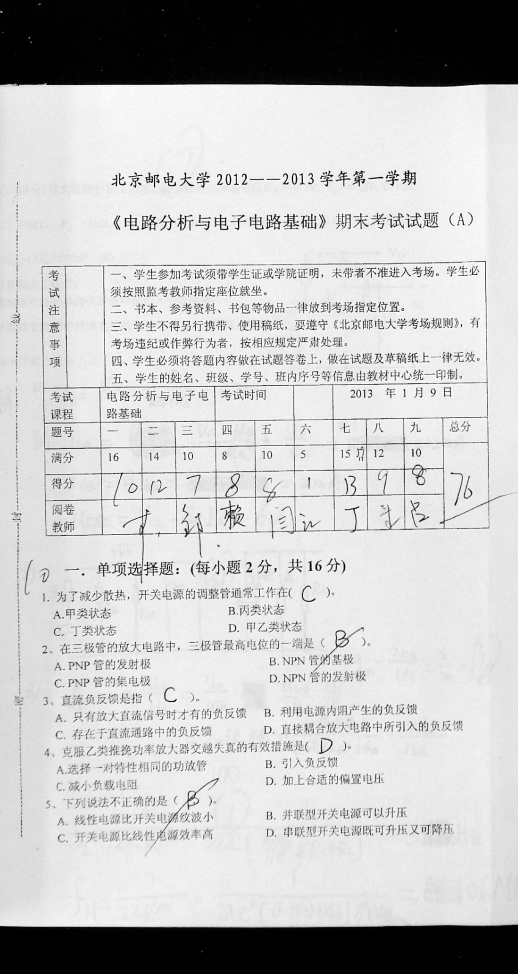 北京邮电大学 2012——2013 学年第一学期
《电路分析与电子电路基础》期末考试试题（A）
考试注意事项
一、学生参加考试须带学生证或学院证明，未带者不准进入考场。学生必
须按照监考教师指定座位就坐。
二、书本、参考资料、书包等物品一律放到考场指定位置。
三、学生不得另行携带、使用稿纸，要遵守《北京邮电大学考场规则》，有
考场违纪或作弊行为者，按相应规定严肃处理。
四、学生必须将答题内容做在试题答卷上，做在试题及草稿纸上一律无效。
五、学生的姓名、班级、学号、班内序号等信息由教材中心统一印制。
考试课程 电路分析与电子电路基础 考试时间 2013 年 1 月 9 日
题号 一 二 三 四 五 六 七 八 九 总分
满分 16 14 10 8 10 5 15 12 10
得分 10 12 7 8 8 1 13 9 8 76
阅卷教师 赖 闫 丁
10 一．单项选择题：(每小题 2 分，共 16 分)
1. 为了减少散热，开关电源的调整管通常工作在( C )。
A.甲类状态 B.丙类状态
C. 丁类状态 D. 甲乙类状态
2、在三极管的放大电路中，三极管最高电位的一端是（ B ）。
A. PNP 管的发射极 B. NPN 管的基极
C. PNP 管的集电极 D. NPN 管的发射极
3、直流负反馈是指（ C ）。
A. 只有放大直流信号时才有的负反馈 B. 利用电源内阻产生的负反馈
C. 存在于直流通路中的负反馈 D. 直接耦合放大电路中所引入的负反馈
4、克服乙类推挽功率放大器交越失真的有效措施是( D )。
A.选择一对特性相同的功放管 B. 引入负反馈
C. 减小负载电阻 D. 加上合适的偏置电压
5、下列说法不正确的是（ B ）。
A. 线性电源比开关电源纹波小 B. 并联型开关电源可以升压
C. 开关电源比线性电源效率高 D. 串联型开关电源既可升压又可降压